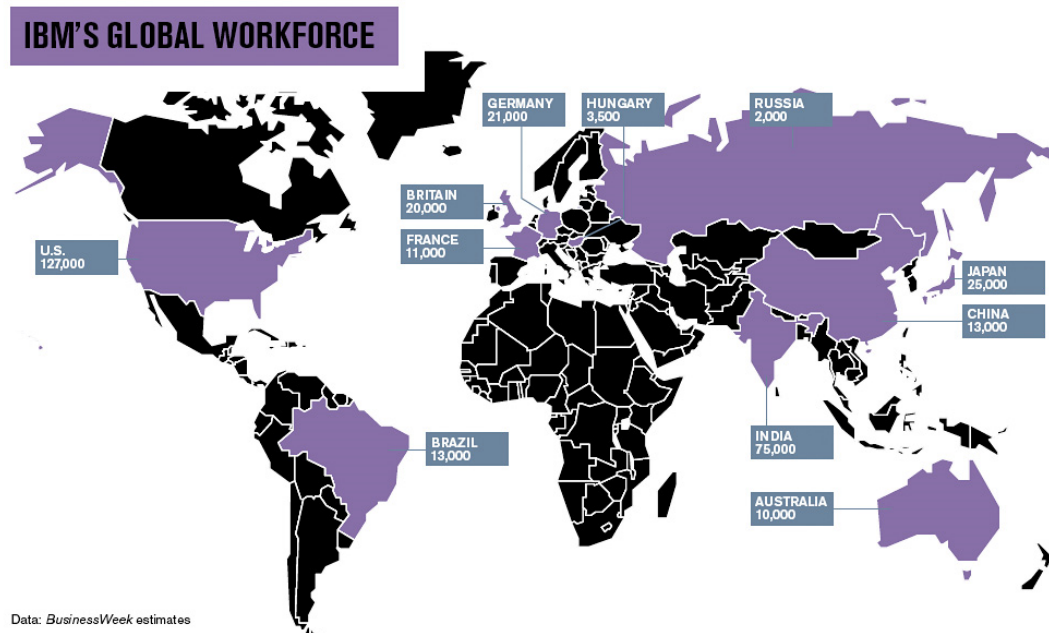 IBM'S GLOBAL WORKFORCE
GERMANY
21,000
HUNGARY
3,500
RUSSIA
2,000
BRITAIN
20,000
FRANCE
11,000
U.S.
127,000
JAPAN
25,000
CHINA
13,000
BRAZIL
13,000
INDIA
75,000
AUSTRALIA
10,000
Data: BusinessWeek estimates